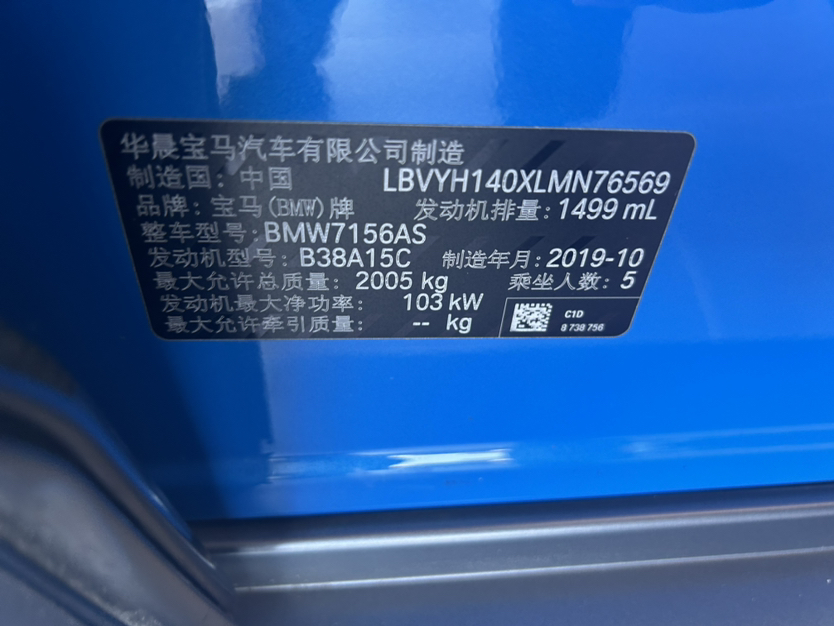 华晨宝马汽车有限公司制造
制造国: 中国 LBVYH140XLMN76569
品牌: 宝马(BMW)牌 发动机排量: 1499 mL
整车型号: BMW7156AS
发动机型号: B38A15C 制造年月: 2019-10
最大允许总质量: 2005 kg 乘坐人数: 5
发动机最大净功率: 103 kW
最大允许牵引质量: -- kg
C1D
8 738 756